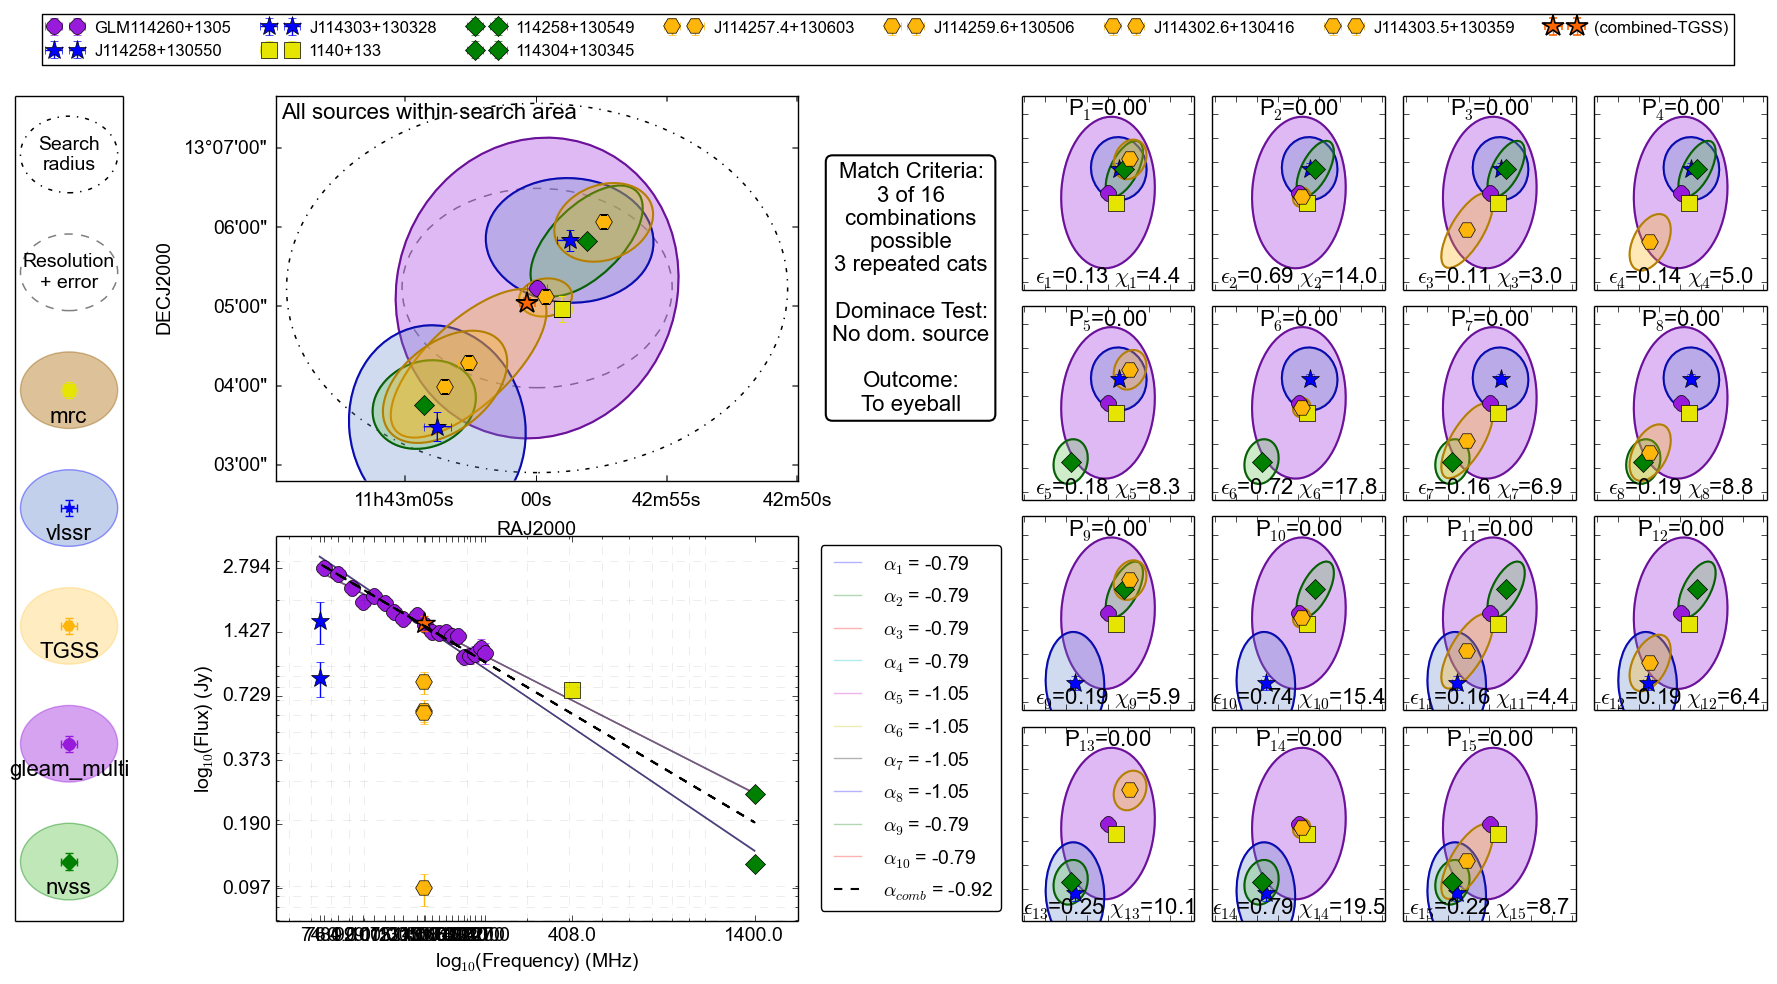 GLM114260+1305
J114303+130328
114258+130549
J114257.4+130603
J114259.6+130506
J114302.6+130416
J114303.5+130359
(combined-TGSS)
J114258+130550
1140+133
114304+130345
Search
radius
Resolution
+ error
mrc
vlssr
TGSS
gleam_multi
nvss
All sources within search area
DECJ2000
13°07'00"
06'00"
05'00"
04'00"
03'00"
11h43m05s
00s
42m55s
42m50s
RAJ2000
Match Criteria:
3 of 16
combinations
possible
3 repeated cats
Dominace Test:
No dom. source
Outcome:
To eyeball
log10(Flux) (Jy)
2.794
1.427
0.729
0.373
0.190
0.097
408.0
1400.0
log10(Frequency) (MHz)
α1 = -0.79
α2 = -0.79
α3 = -0.79
α4 = -0.79
α5 = -1.05
α6 = -1.05
α7 = -1.05
α8 = -1.05
α9 = -0.79
α10 = -0.79
αcomb = -0.92
P1=0.00
ϵ1=0.13 χ1=4.4
P2=0.00
ϵ2=0.69 χ2=14.0
P3=0.00
ϵ3=0.11 χ3=3.0
P4=0.00
ϵ4=0.14 χ4=5.0
P5=0.00
ϵ5=0.18 χ5=8.3
P6=0.00
ϵ6=0.72 χ6=17.8
P7=0.00
ϵ7=0.16 χ7=6.9
P8=0.00
ϵ8=0.19 χ8=8.8
P9=0.00
ϵ9=0.19 χ9=5.9
P10=0.00
ϵ10=0.74 χ10=15.4
P11=0.00
ϵ11=0.16 χ11=4.4
P12=0.00
ϵ12=0.19 χ12=6.4
P13=0.00
ϵ13=0.25 χ13=10.1
P14=0.00
ϵ14=0.79 χ14=19.5
P15=0.00
ϵ15=0.22 χ15=8.7